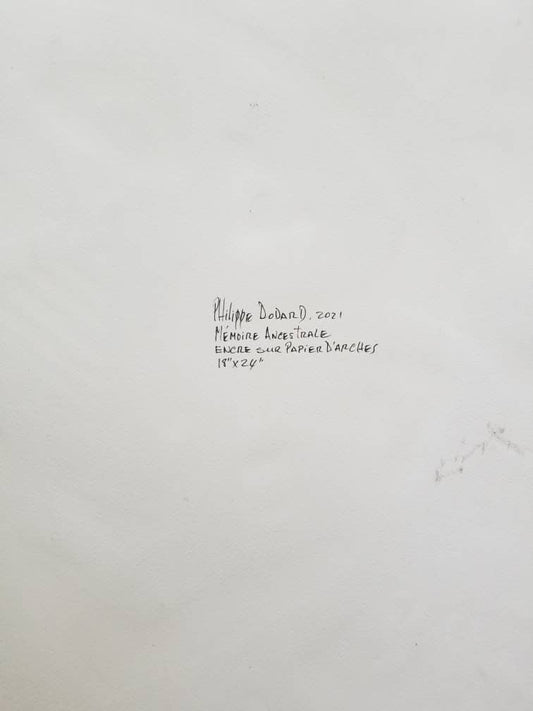 Philippe Dodard. 2021
Mémoire Ancestrale
Encre sur Papier d'Arches
18"x24"